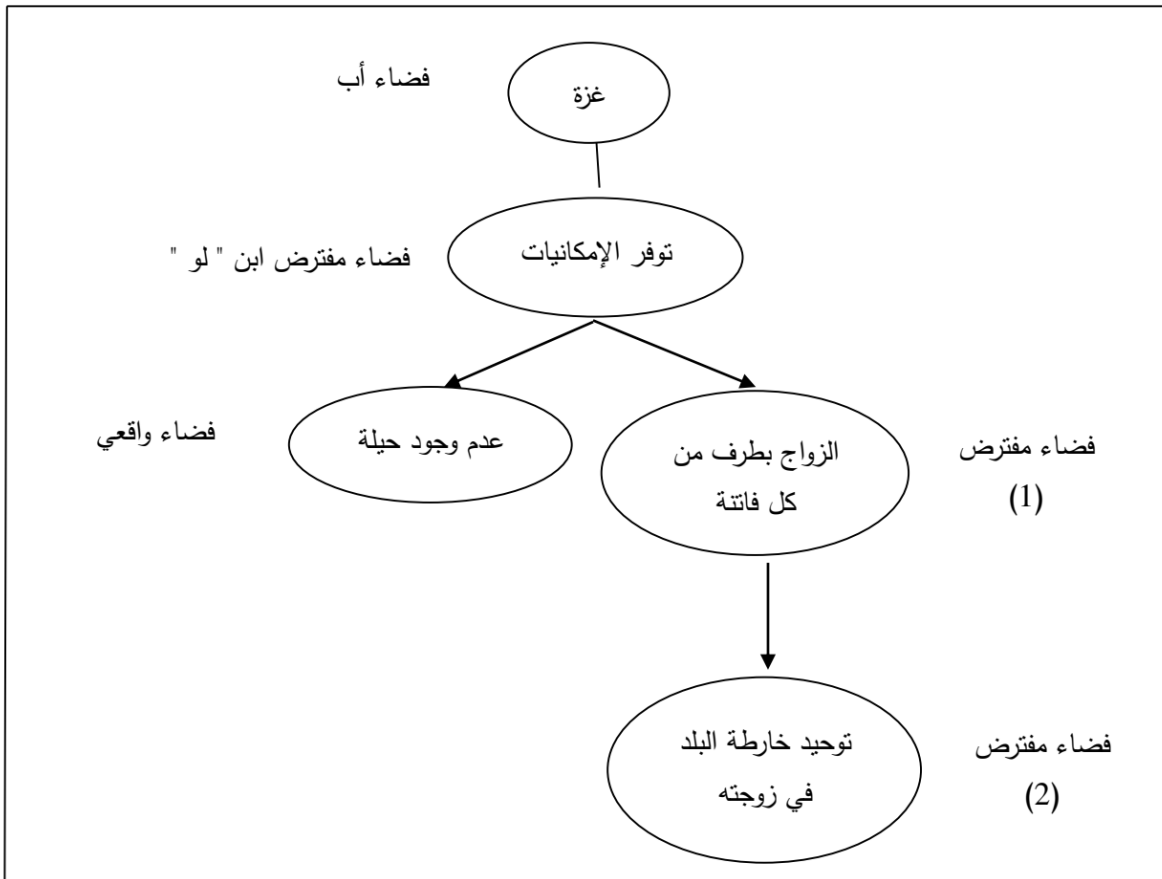 فضاء أب
غزة
فضاء مفترض ابن " لو "
توفر الإمكانيات
فضاء مفترض
(1)
الزواج بطرف من
كل فاتنة
عدم وجود حيلة
فضاء واقعي
فضاء مفترض
(2)
توحيد خارطة البلد
في زوجته